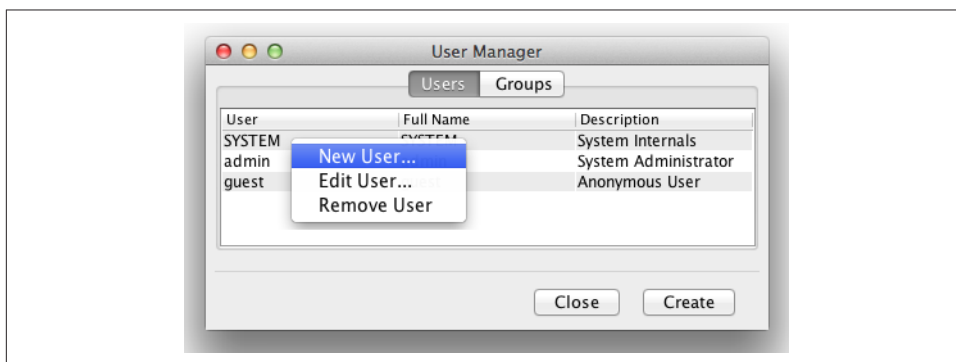 User Manager
Users Groups
User Full Name Description
SYSTEM SYSTEM System Internals
admin System Administrator
guest Anonymous User
New User...
Edit User...
Remove User
Close Create